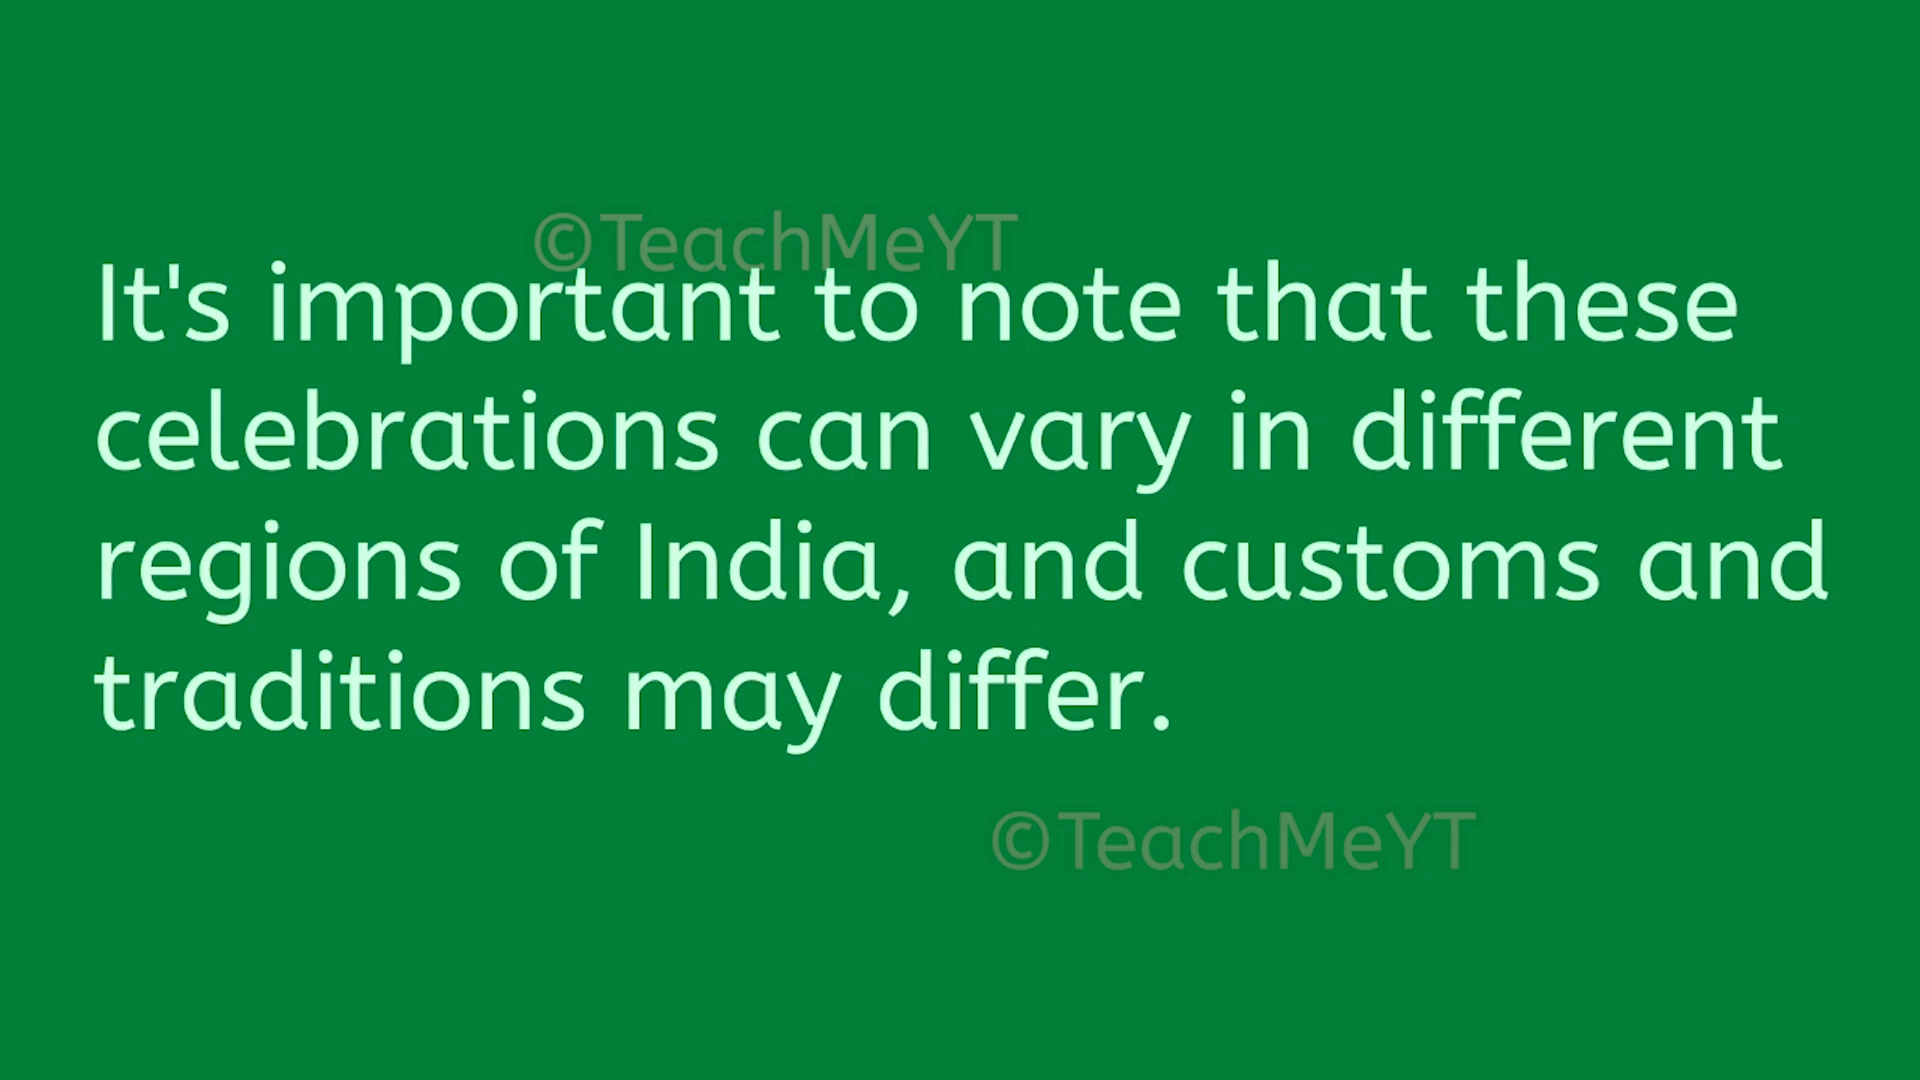 ©TeachMeYT
It's important to note that these
celebrations can vary in different
regions of India, and customs and
traditions may differ.
©TeachMeYT